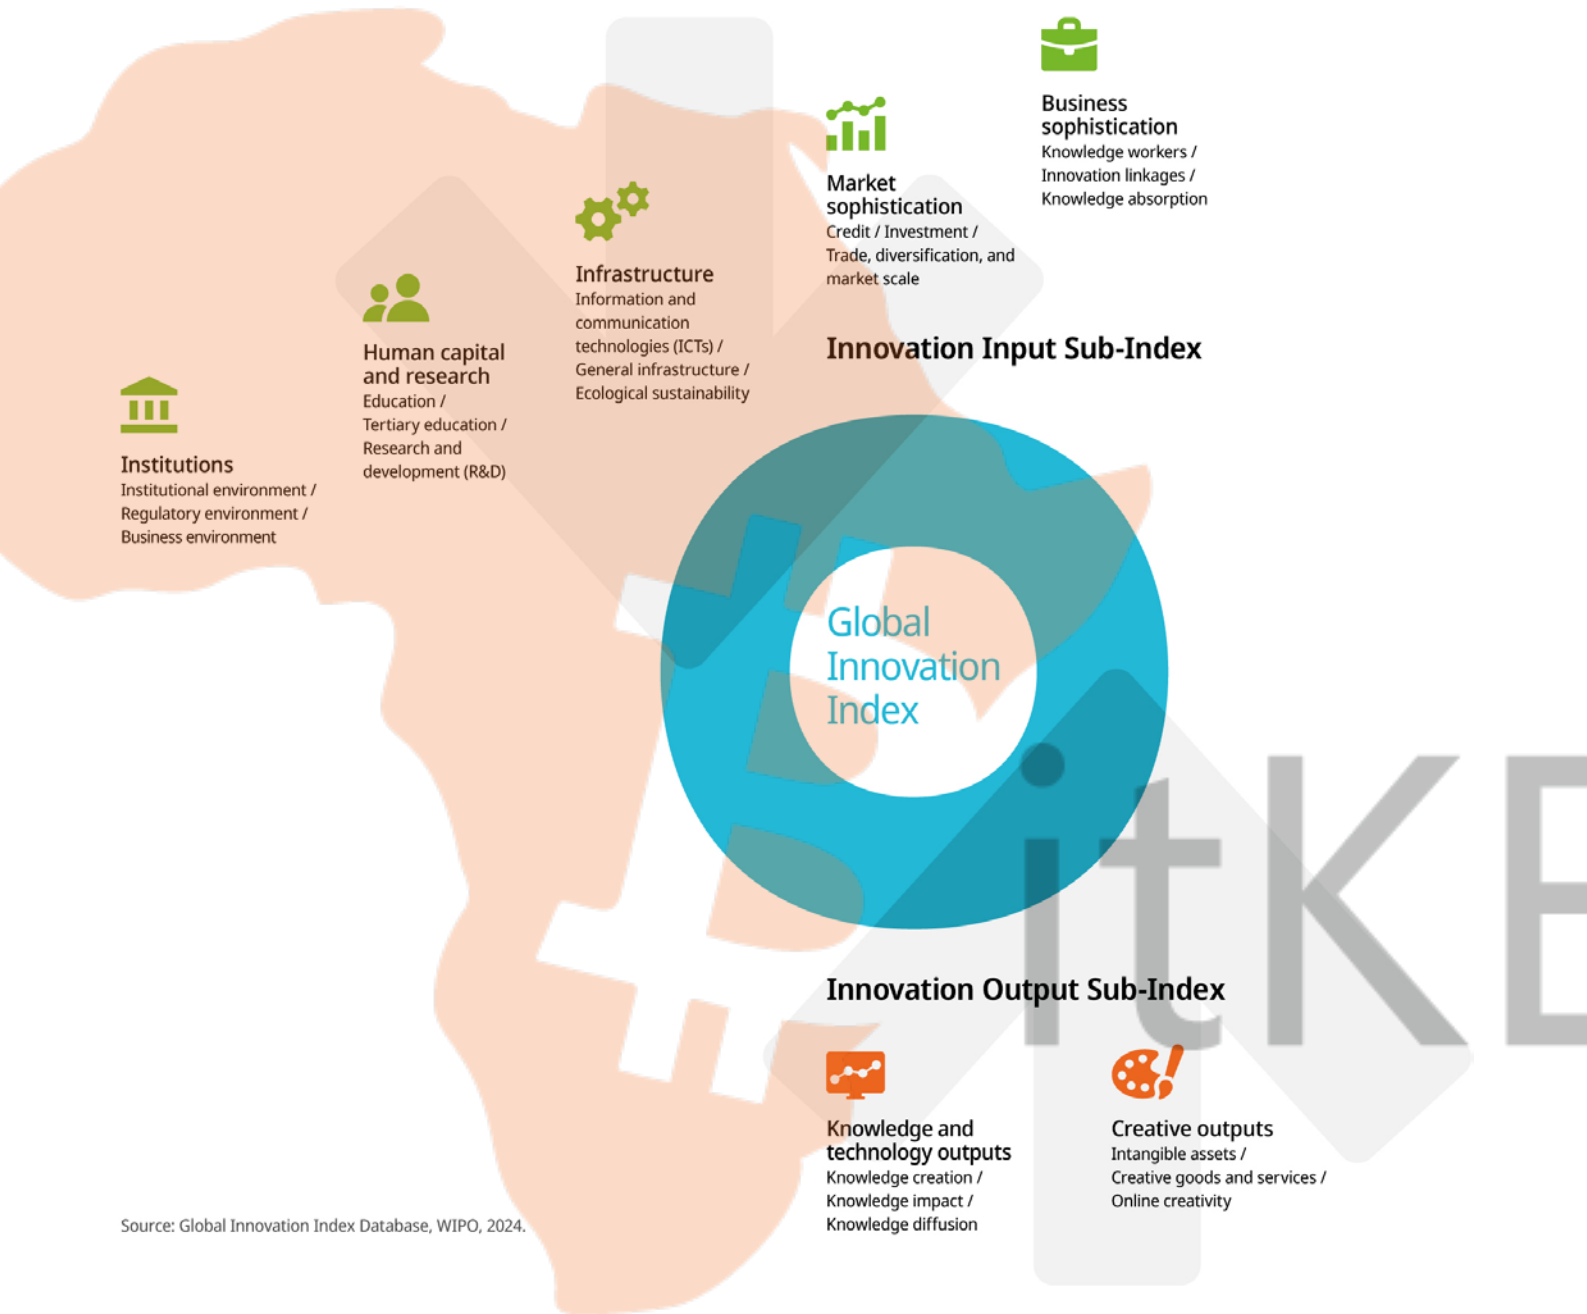 Business
sophistication
Knowledge workers /
Innovation linkages /
Knowledge absorption
Market
sophistication
Credit / Investment /
Trade, diversification, and
market scale
Infrastructure
Information and
communication
technologies (ICTs) /
General infrastructure /
Ecological sustainability
Human capital
and research
Education /
Tertiary education /
Research and
development (R&D)
Institutions
Institutional environment /
Regulatory environment /
Business environment
Innovation Input Sub-Index
Global
Innovation
Index
itKE
Innovation Output Sub-Index
Knowledge and
technology outputs
Knowledge creation /
Knowledge impact /
Knowledge diffusion
Creative outputs
Intangible assets /
Creative goods and services /
Online creativity
Source: Global Innovation Index Database, WIPO, 2024.